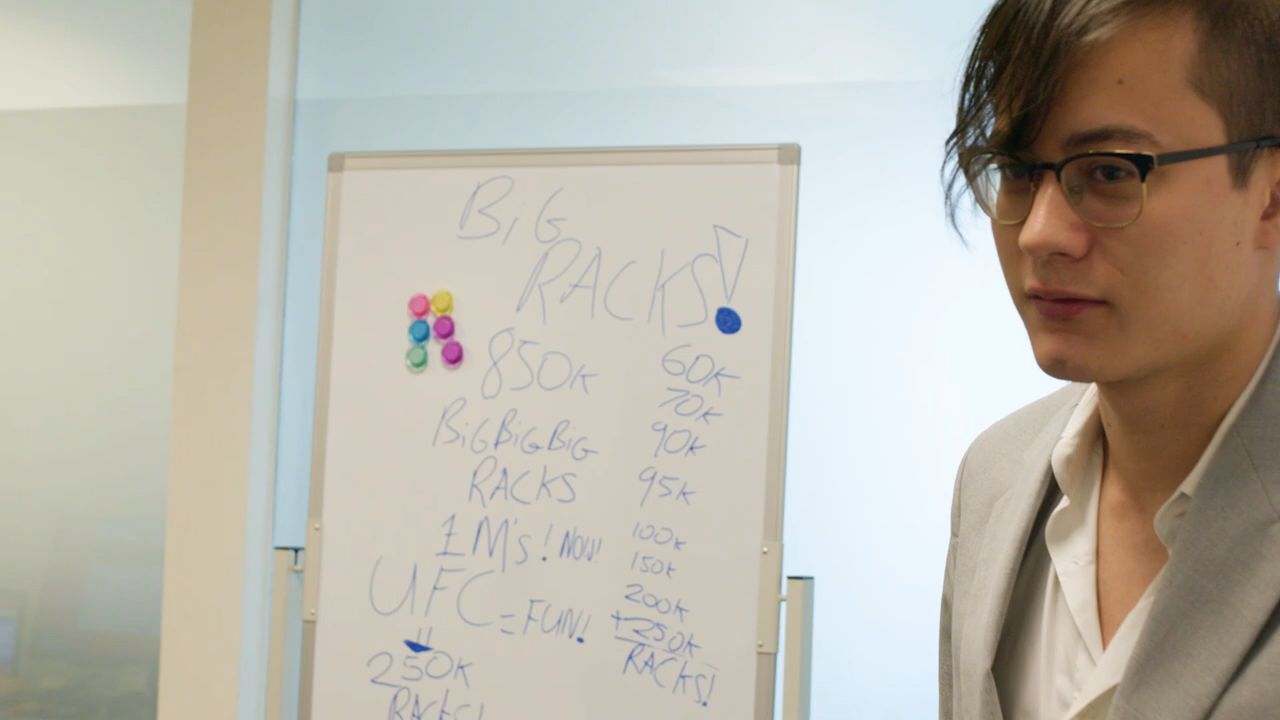 BiG
RACKS!
850K
BiGBiGBiG
RACKS
1M's! NOW!
UFC = FUN!
250K
RACKS!
60K
70K
90K
95K
100K
150K
200K
+250K
RACKS!